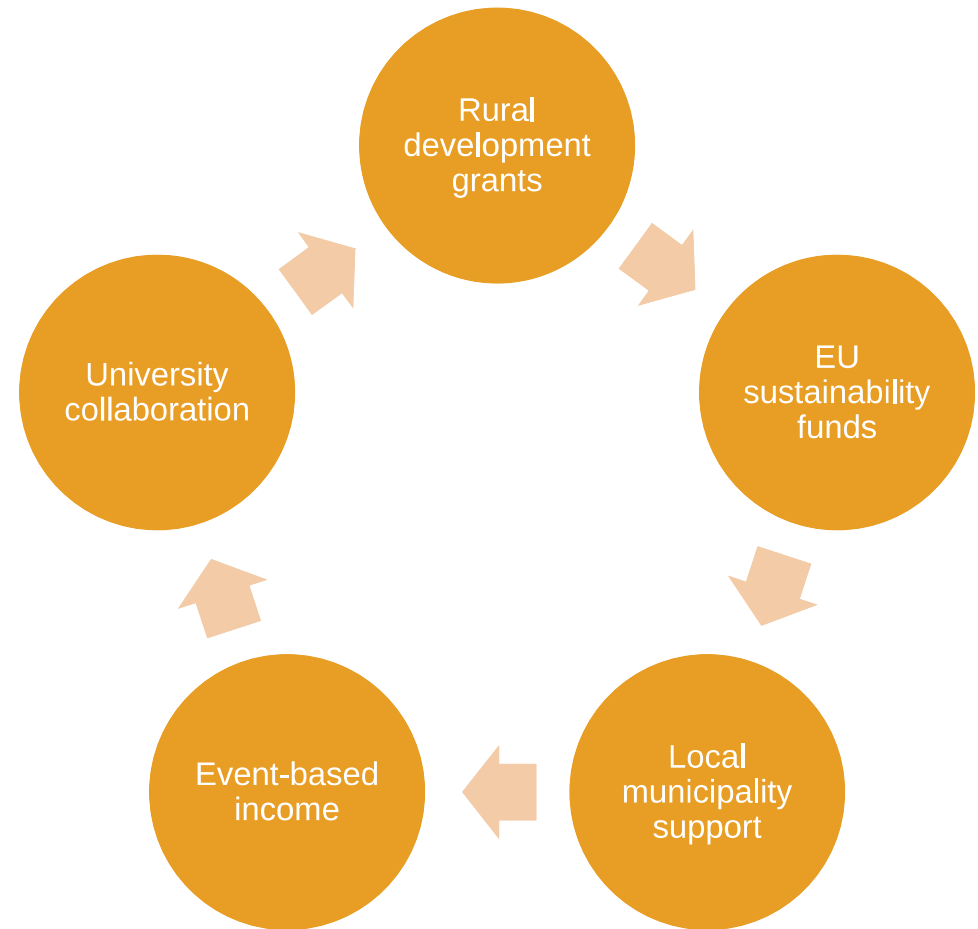 Rural
development
grants
EU
sustainability
funds
Local
municipality
support
Event-based
income
University
collaboration